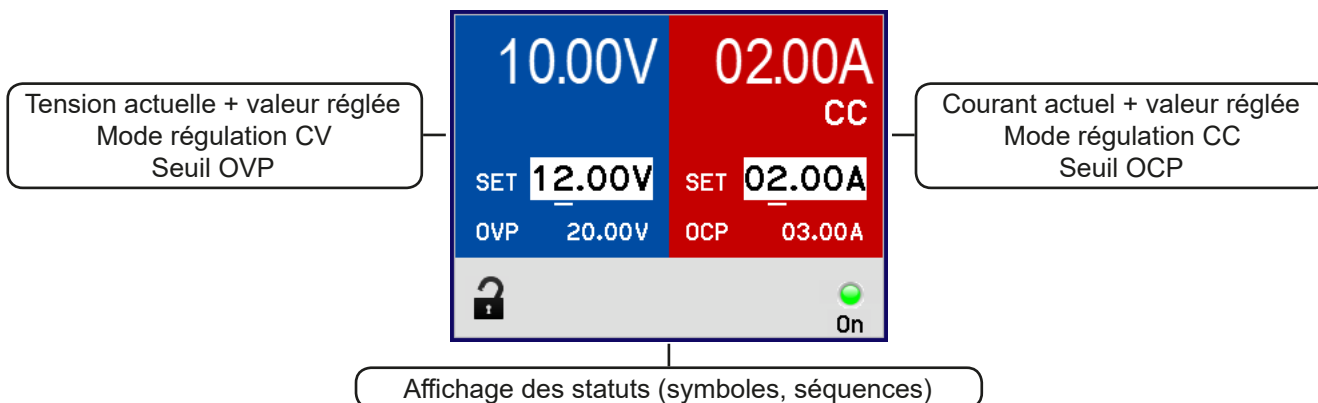 10.00V 02.00A
CC
Tension actuelle + valeur réglée
Mode régulation CV
Seuil OVP
Courant actuel + valeur réglée
Mode régulation CC
Seuil OCP
SET 12.00V SET 02.00A
OVP 20.00V OCP 03.00A
On
Affichage des statuts (symboles, séquences)